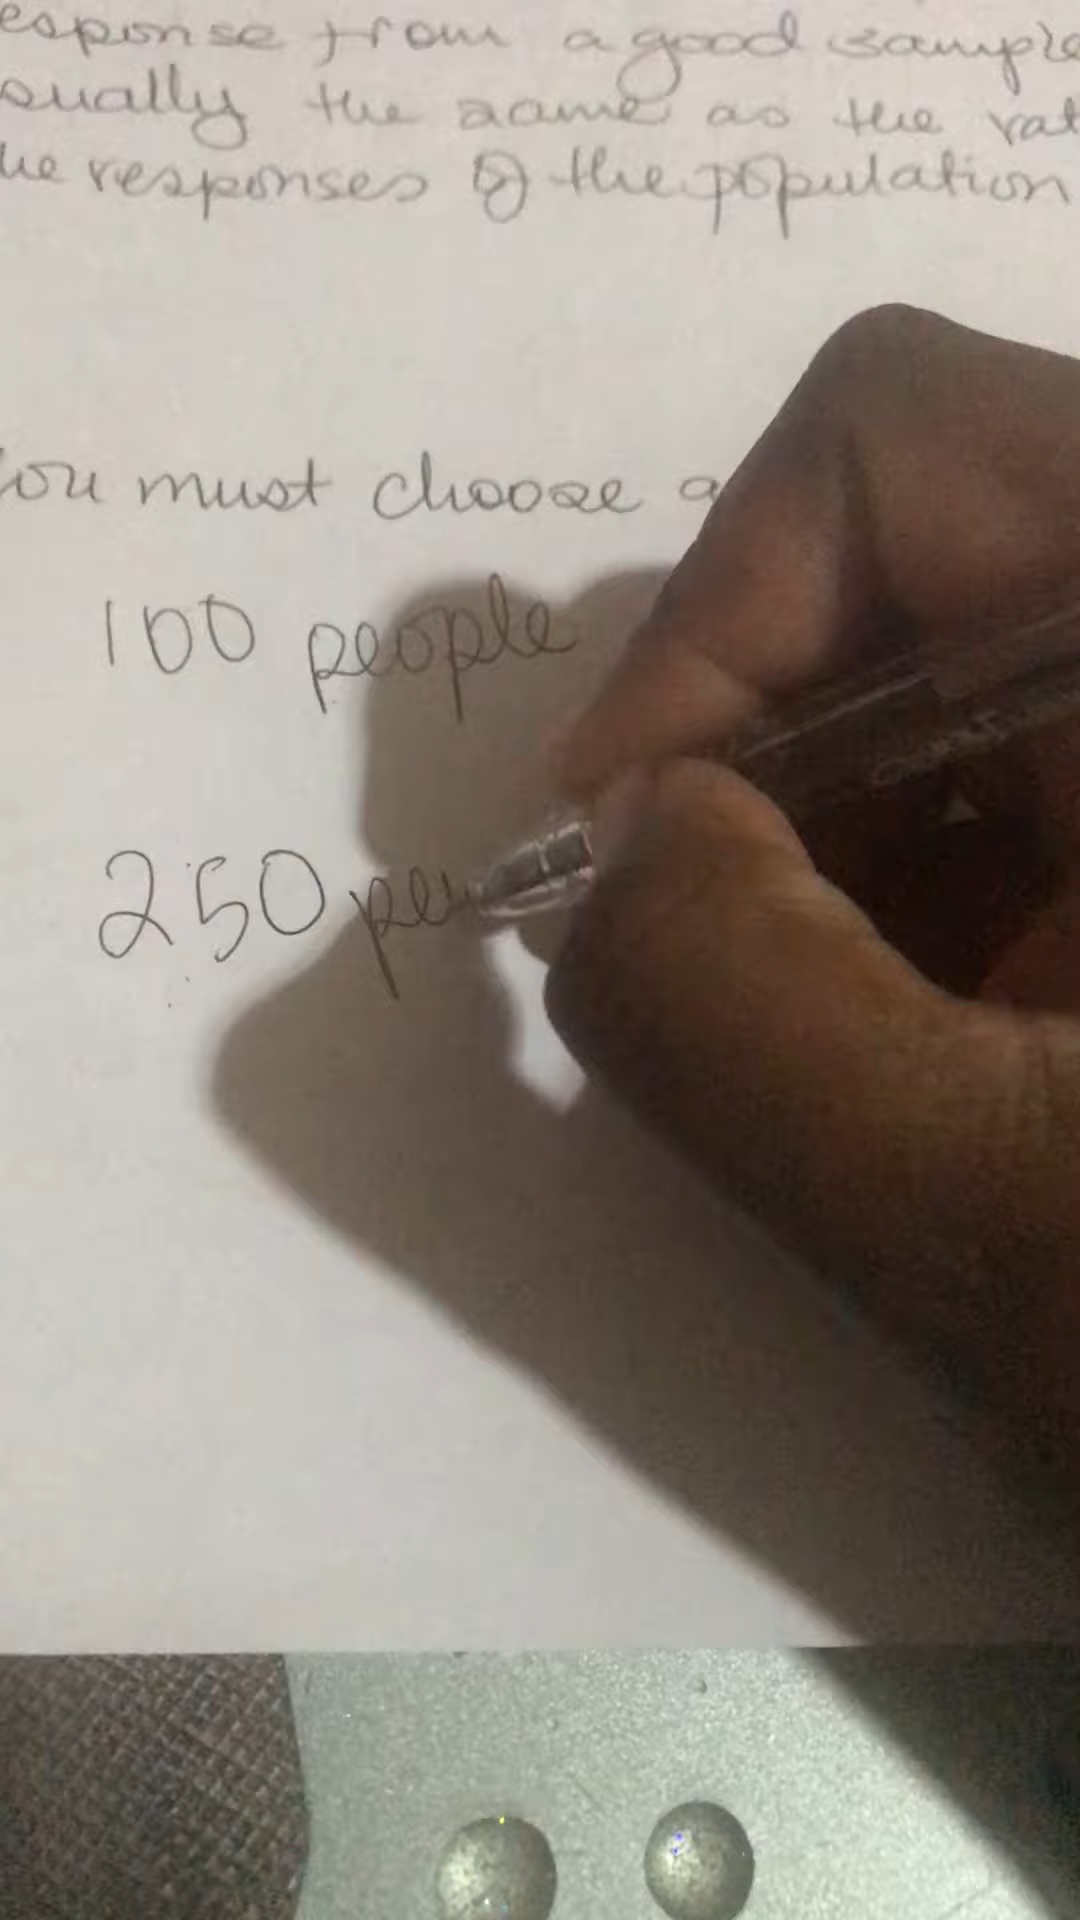 esponse from a good sample
sually the same as the rat
he responses of the population
You must choose a
100 people
250 pe